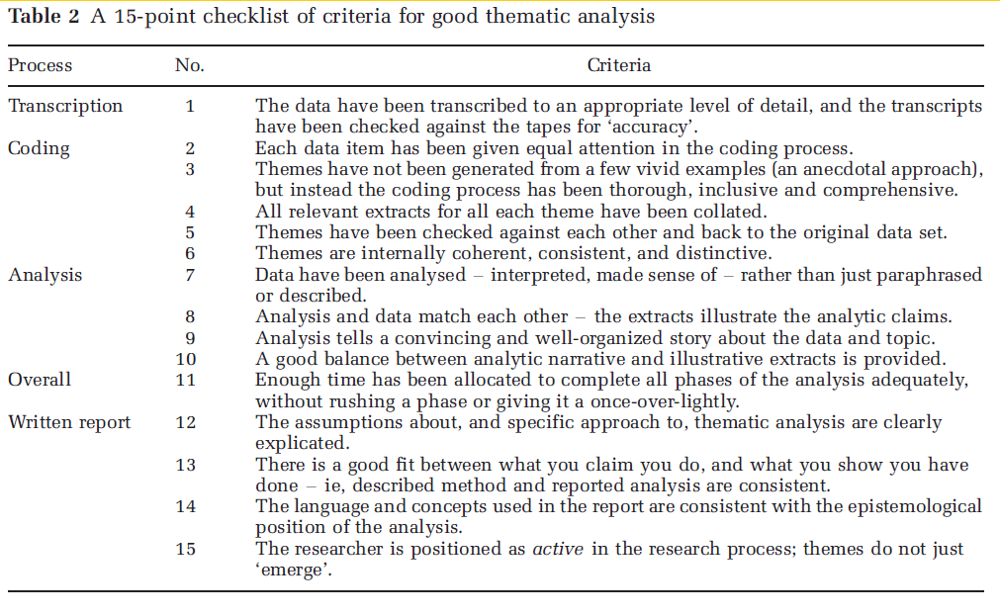 Table 2 A 15-point checklist of criteria for good thematic analysis
Process No. Criteria
Transcription 1 The data have been transcribed to an appropriate level of detail, and the transcripts
have been checked against the tapes for ‘accuracy’.
Coding 2 Each data item has been given equal attention in the coding process.
3 Themes have not been generated from a few vivid examples (an anecdotal approach),
but instead the coding process has been thorough, inclusive and comprehensive.
4 All relevant extracts for all each theme have been collated.
5 Themes have been checked against each other and back to the original data set.
6 Themes are internally coherent, consistent, and distinctive.
Analysis 7 Data have been analysed – interpreted, made sense of – rather than just paraphrased
or described.
8 Analysis and data match each other – the extracts illustrate the analytic claims.
9 Analysis tells a convincing and well-organized story about the data and topic.
10 A good balance between analytic narrative and illustrative extracts is provided.
Overall 11 Enough time has been allocated to complete all phases of the analysis adequately,
without rushing a phase or giving it a once-over-lightly.
Written report 12 The assumptions about, and specific approach to, thematic analysis are clearly
explicated.
13 There is a good fit between what you claim you do, and what you show you have
done – ie, described method and reported analysis are consistent.
14 The language and concepts used in the report are consistent with the epistemological
position of the analysis.
15 The researcher is positioned as active in the research process; themes do not just
‘emerge’.